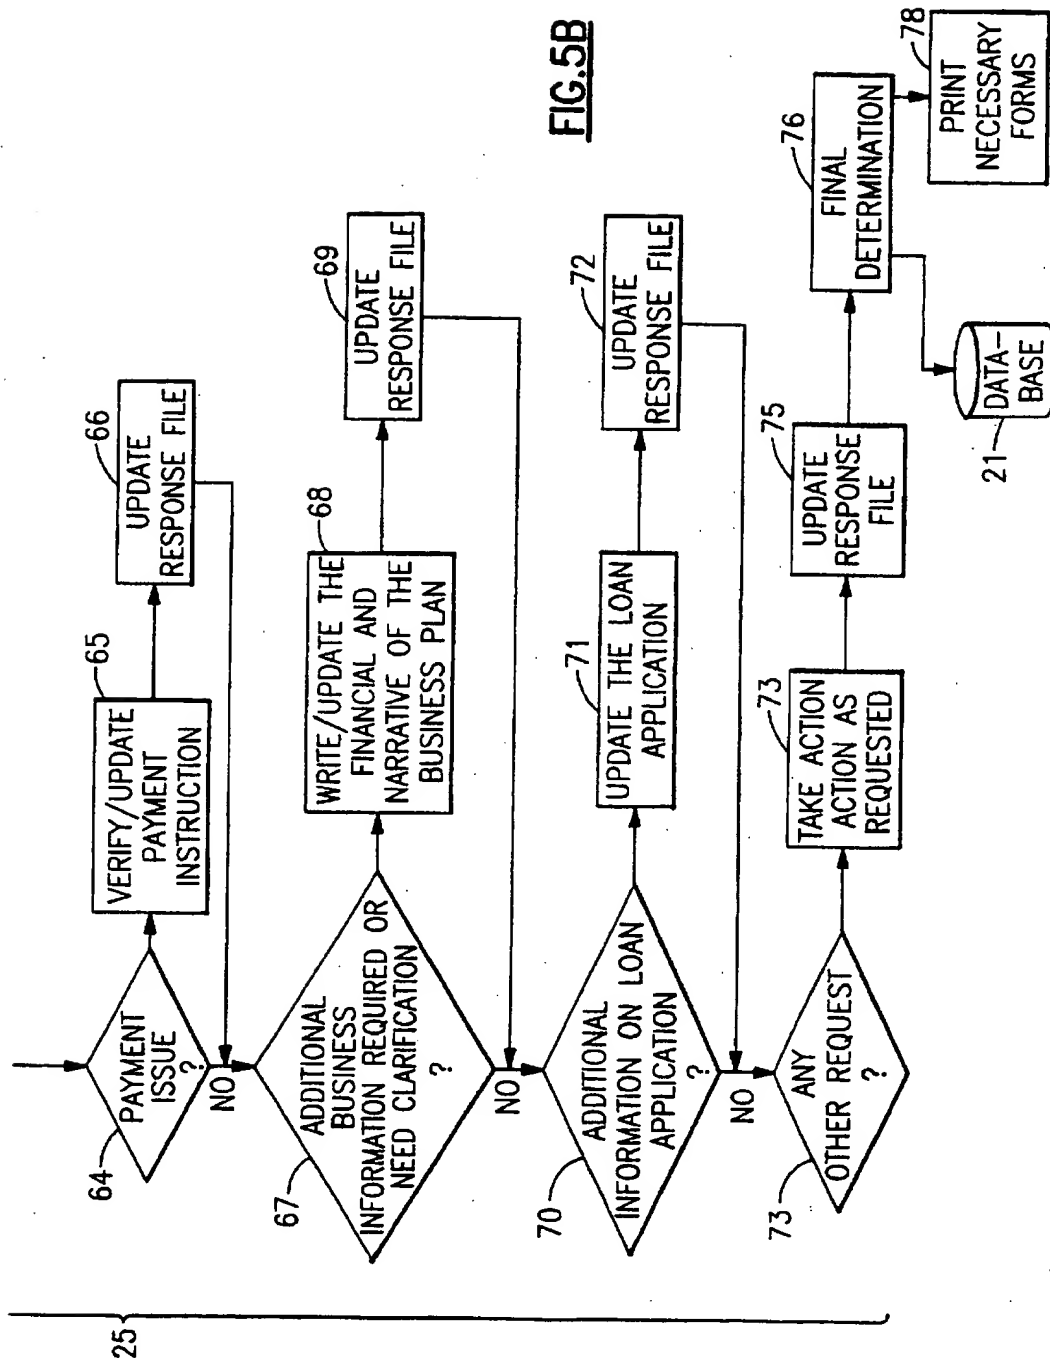 25
64
PAYMENT
ISSUE
?
NO
65
VERIFY/UPDATE
PAYMENT
INSTRUCTION
66
UPDATE
RESPONSE FILE
67
ADDITIONAL
BUSINESS
INFORMATION REQUIRED OR
NEED CLARIFICATION
?
NO
68
WRITE/UPDATE THE
FINANCIAL AND
NARRATIVE OF THE
BUSINESS PLAN
69
UPDATE
RESPONSE FILE
70
ADDITIONAL
INFORMATION ON LOAN
APPLICATION
?
NO
71
UPDATE THE LOAN
APPLICATION
72
UPDATE
RESPONSE FILE
73
ANY
OTHER REQUEST
?
73
TAKE ACTION
ACTION AS
REQUESTED
75
UPDATE
RESPONSE
FILE
76
FINAL
DETERMINATION
21
DATA-
BASE
78
PRINT
NECESSARY
FORMS
FIG.5B